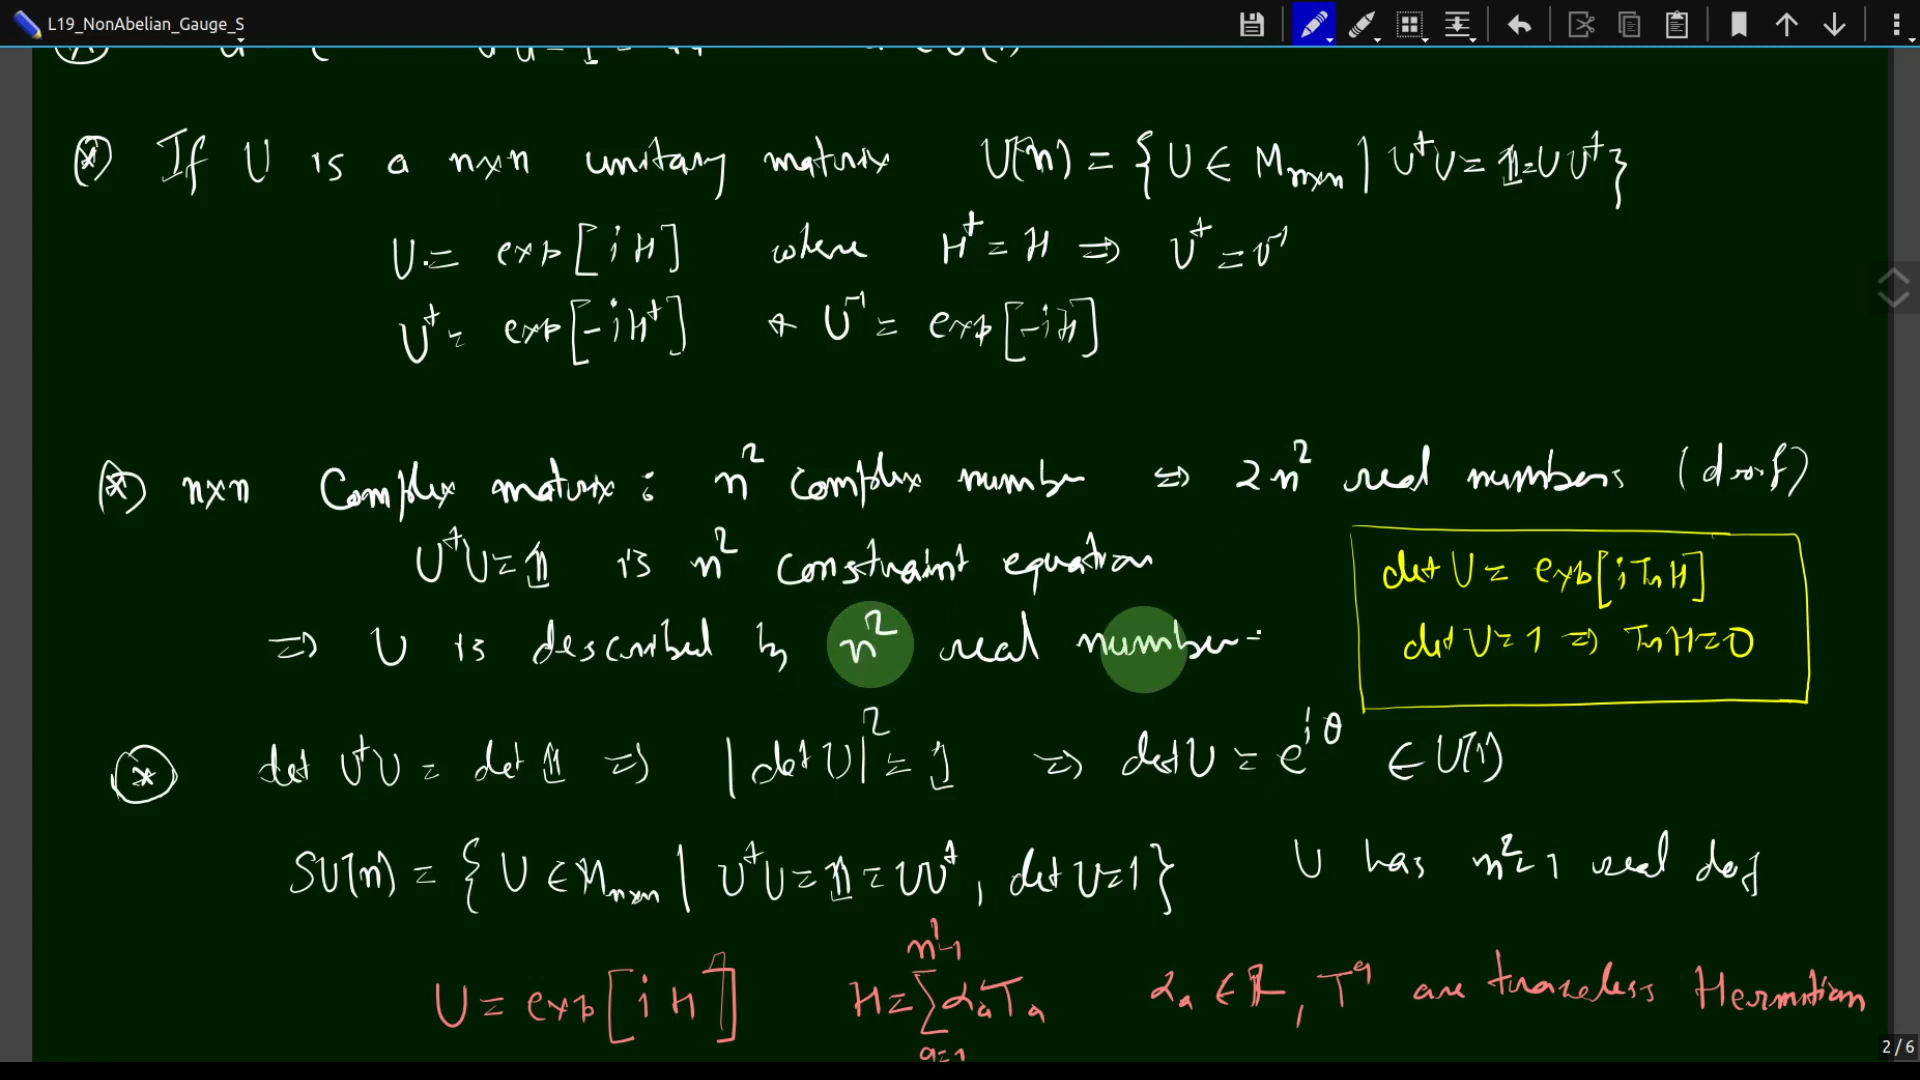 L19_NonAbelian_Gauge_S
If U is a n×n unitary matrix U(n) = { U ∈ M_{n×n} | U†U = 𝟙 = UU† }
U = exp[iH] where H† = H ⇒ U† = U⁻¹
U† = exp[-iH†] + U⁻¹ = exp[-iH]
n×n Complex matrix : n² complex number ⇒ 2n² real numbers (dof)
U†U = 𝟙 is n² constraint equation
⇒ U is described by n² real number.
det U = exp[i Tr H]
det U = 1 ⇒ Tr H = 0
det U†U = det 𝟙 ⇒ |det U|² = 1 ⇒ det U = e^{iθ} ∈ U(1)
SU(n) = { U ∈ M_{n×n} | U†U = 𝟙 = UU†, det U = 1 } U has n²-1 real dof
U = exp[iH] H = ∑_{a=1}^{n²-1} α_a T_a α_a ∈ ℝ, T^a are traceless Hermitian
2 / 6